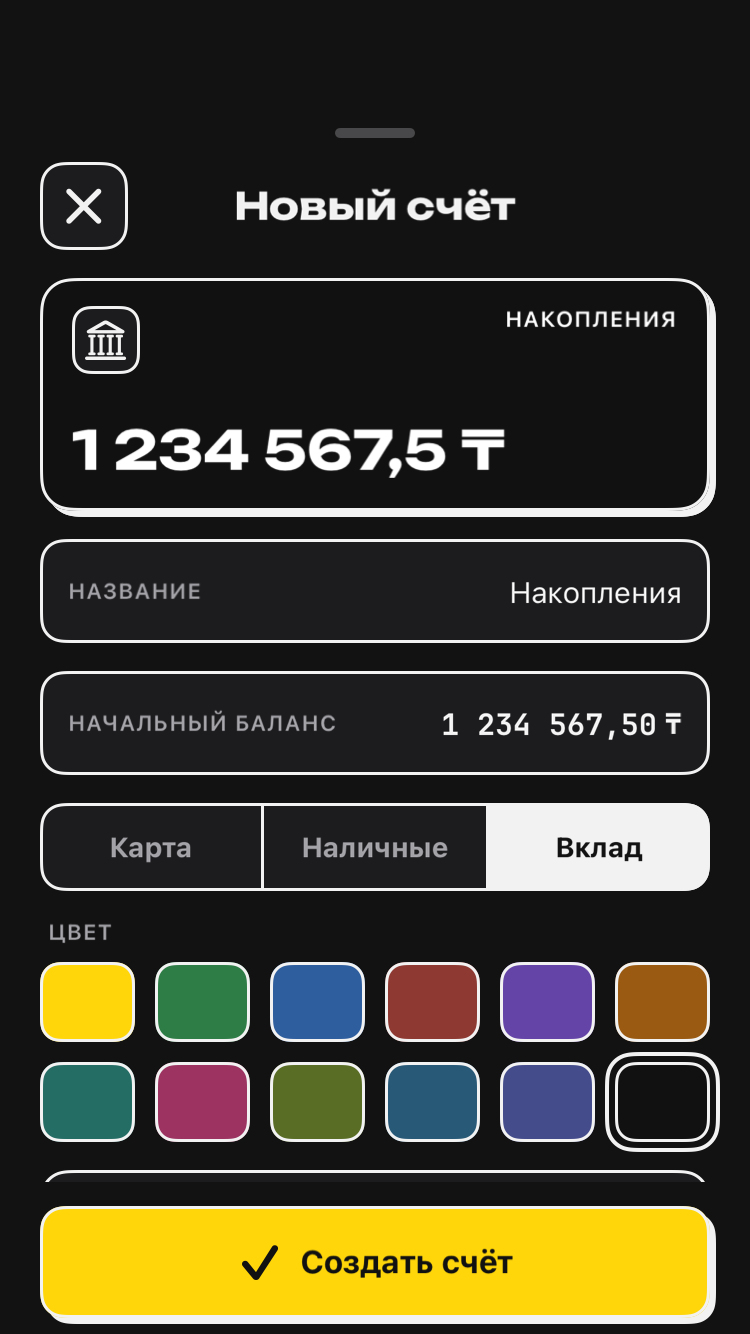 Новый счёт
НАКОПЛЕНИЯ
1 234 567,5 ₸
НАЗВАНИЕ Накопления
НАЧАЛЬНЫЙ БАЛАНС 1 234 567,50 ₸
Карта Наличные Вклад
ЦВЕТ
Создать счёт